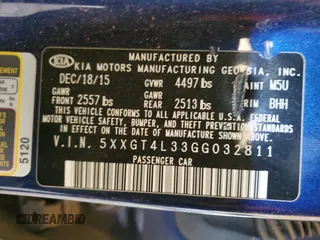 MANUFACTURED BY
KIA KIA MOTORS MANUFACTURING GEORGIA, INC.
DEC/18/15 GVWR 4497 lbs PAINT M5U
GAWR GAWR
FRONT 2557 lbs REAR 2513 lbs TRIM BHH
THIS VEHICLE CONFORMS TO ALL APPLICABLE FEDERAL
MOTOR VEHICLE SAFETY, BUMPER, AND THEFT PREVENTION
STANDARDS IN EFFECT ON THE DATE OF MANUFACTURE
SHOWN ABOVE.
V.I.N. 5XXGT4L33GG032811
PASSENGER CAR
5120
DREAMBID